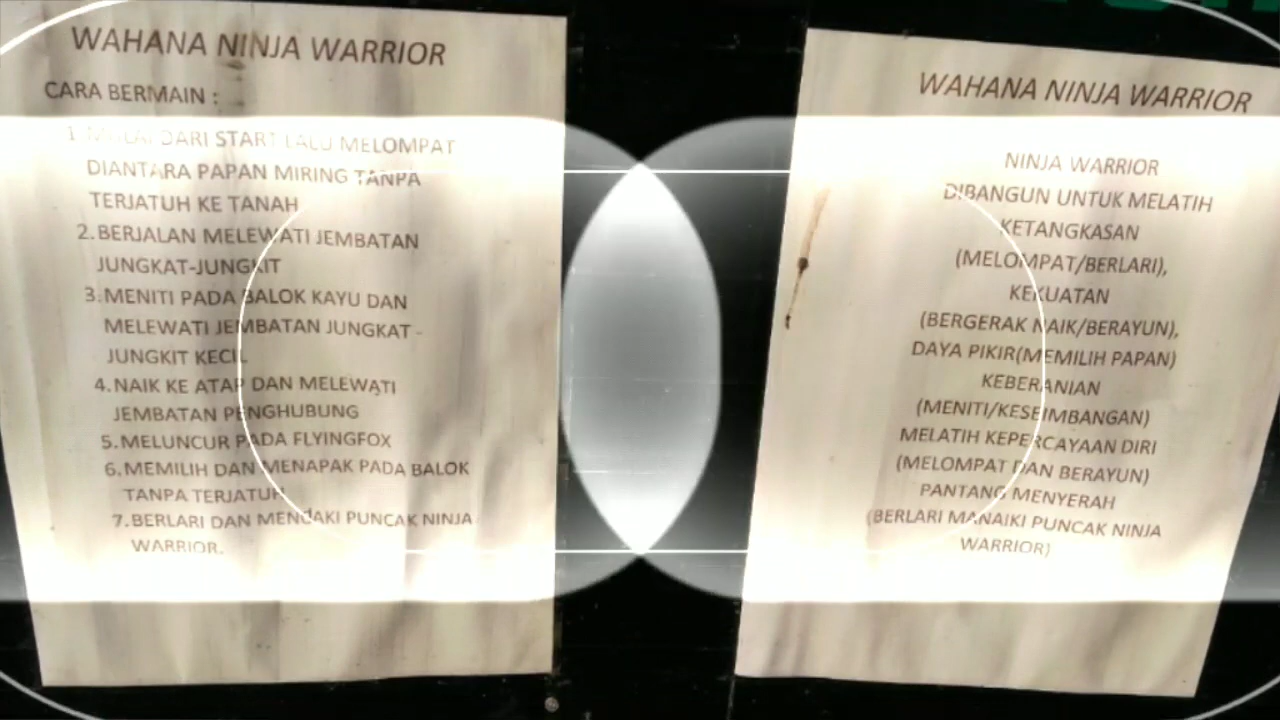 WAHANA NINJA WARRIOR
CARA BERMAIN :
1. MULAI DARI START LALU MELOMPAT
DIANTARA PAPAN MIRING TANPA
TERJATUH KE TANAH
2. BERJALAN MELEWATI JEMBATAN
JUNGKAT-JUNGKIT
3. MENITI PADA BALOK KAYU DAN
MELEWATI JEMBATAN JUNGKAT -
JUNGKIT KECIL
4. NAIK KE ATAP DAN MELEWATI
JEMBATAN PENGHUBUNG
5. MELUNCUR PADA FLYINGFOX
6. MEMILIH DAN MENAPAK PADA BALOK
TANPA TERJATUH
7. BERLARI DAN MENDAKI PUNCAK NINJA
WARRIOR.
WAHANA NINJA WARRIOR
NINJA WARRIOR
DIBANGUN UNTUK MELATIH
KETANGKASAN
(MELOMPAT/BERLARI),
KEKUATAN
(BERGERAK NAIK/BERAYUN),
DAYA PIKIR(MEMILIH PAPAN)
KEBERANIAN
(MENITI/KESEIMBANGAN)
MELATIH KEPERCAYAAN DIRI
(MELOMPAT DAN BERAYUN)
PANTANG MENYERAH
(BERLARI MANAIKI PUNCAK NINJA
WARRIOR)